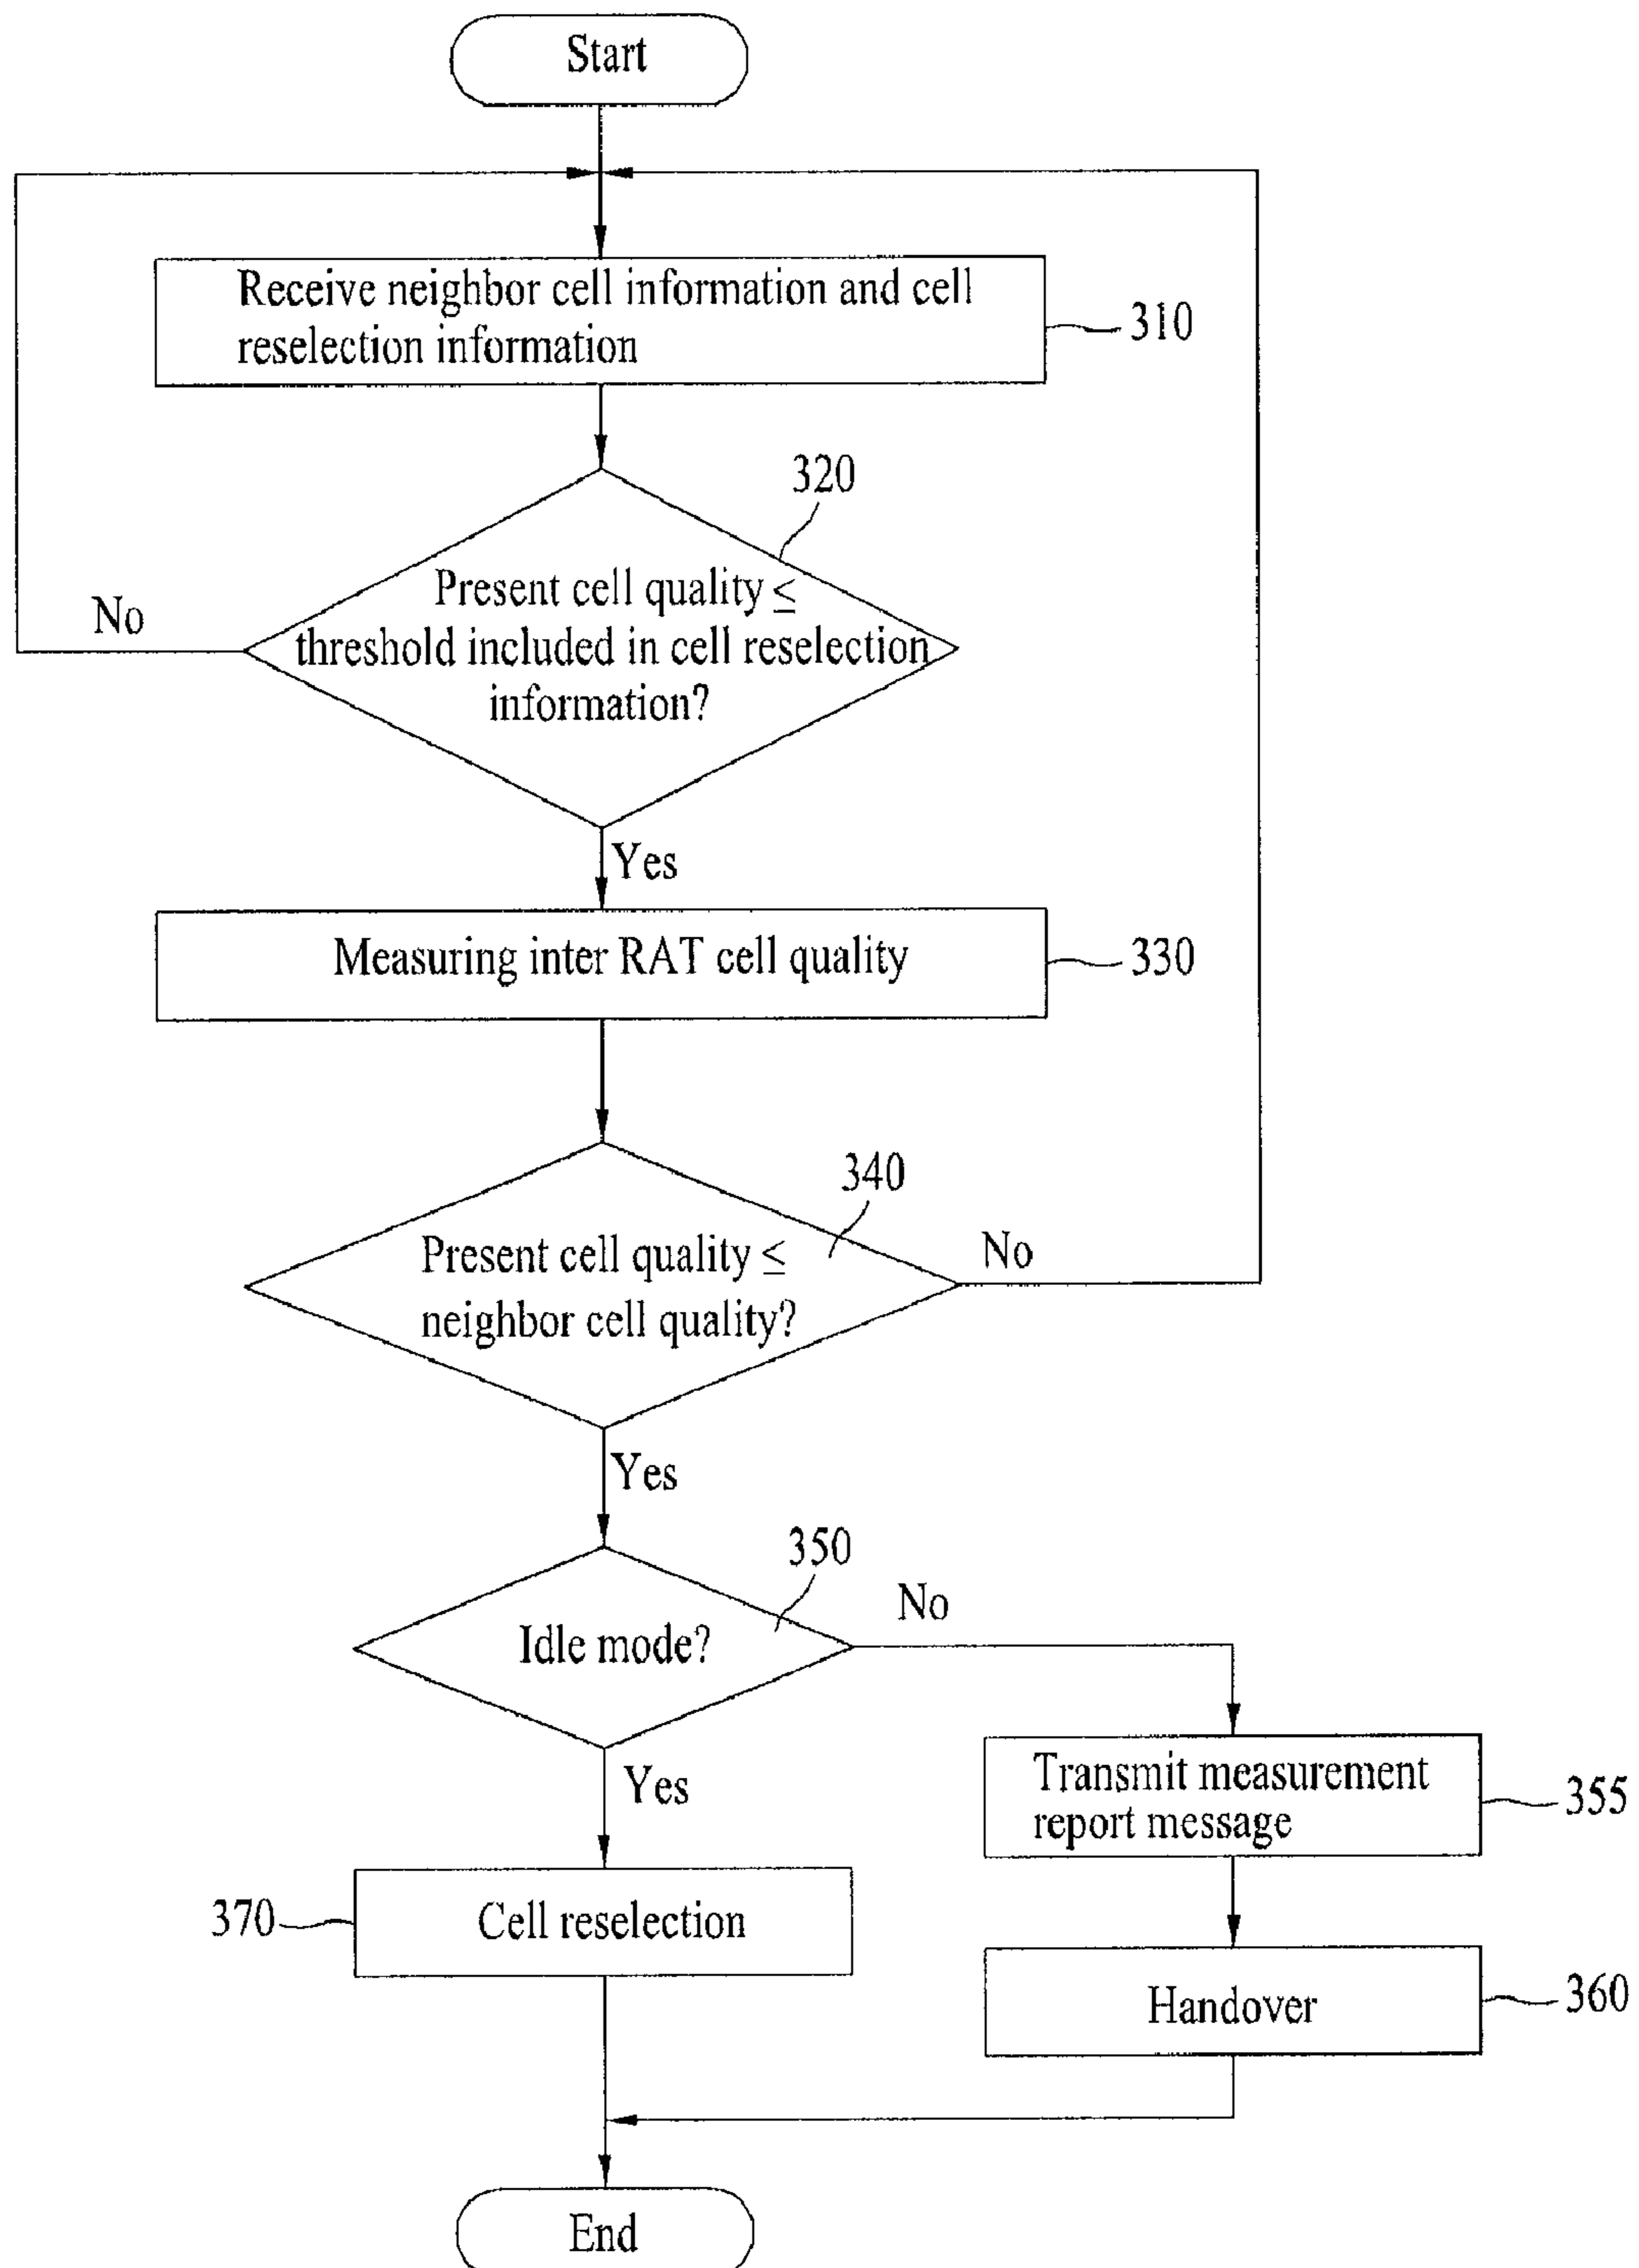 Start
Receive neighbor cell information and cell
reselection information
310
320
Present cell quality ≤
threshold included in cell reselection
information?
No
Yes
Measuring inter RAT cell quality
330
340
Present cell quality ≤
neighbor cell quality?
No
Yes
350
Idle mode?
No
Yes
Transmit measurement
report message
355
370
Cell reselection
Handover
360
End